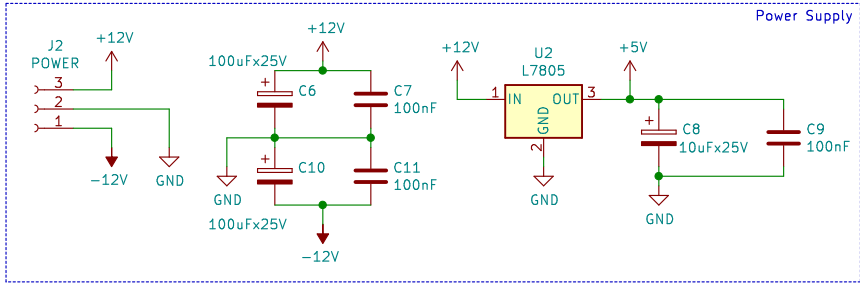 Power Supply
J2
POWER
+12V
3
2
1
-12V
GND
+12V
100uFx25V
+
C6
C7
100nF
+
C10
C11
100nF
GND
100uFx25V
-12V
+12V
U2
L7805
1
IN
OUT
3
GND
2
GND
+5V
+
C8
10uFx25V
C9
100nF
GND